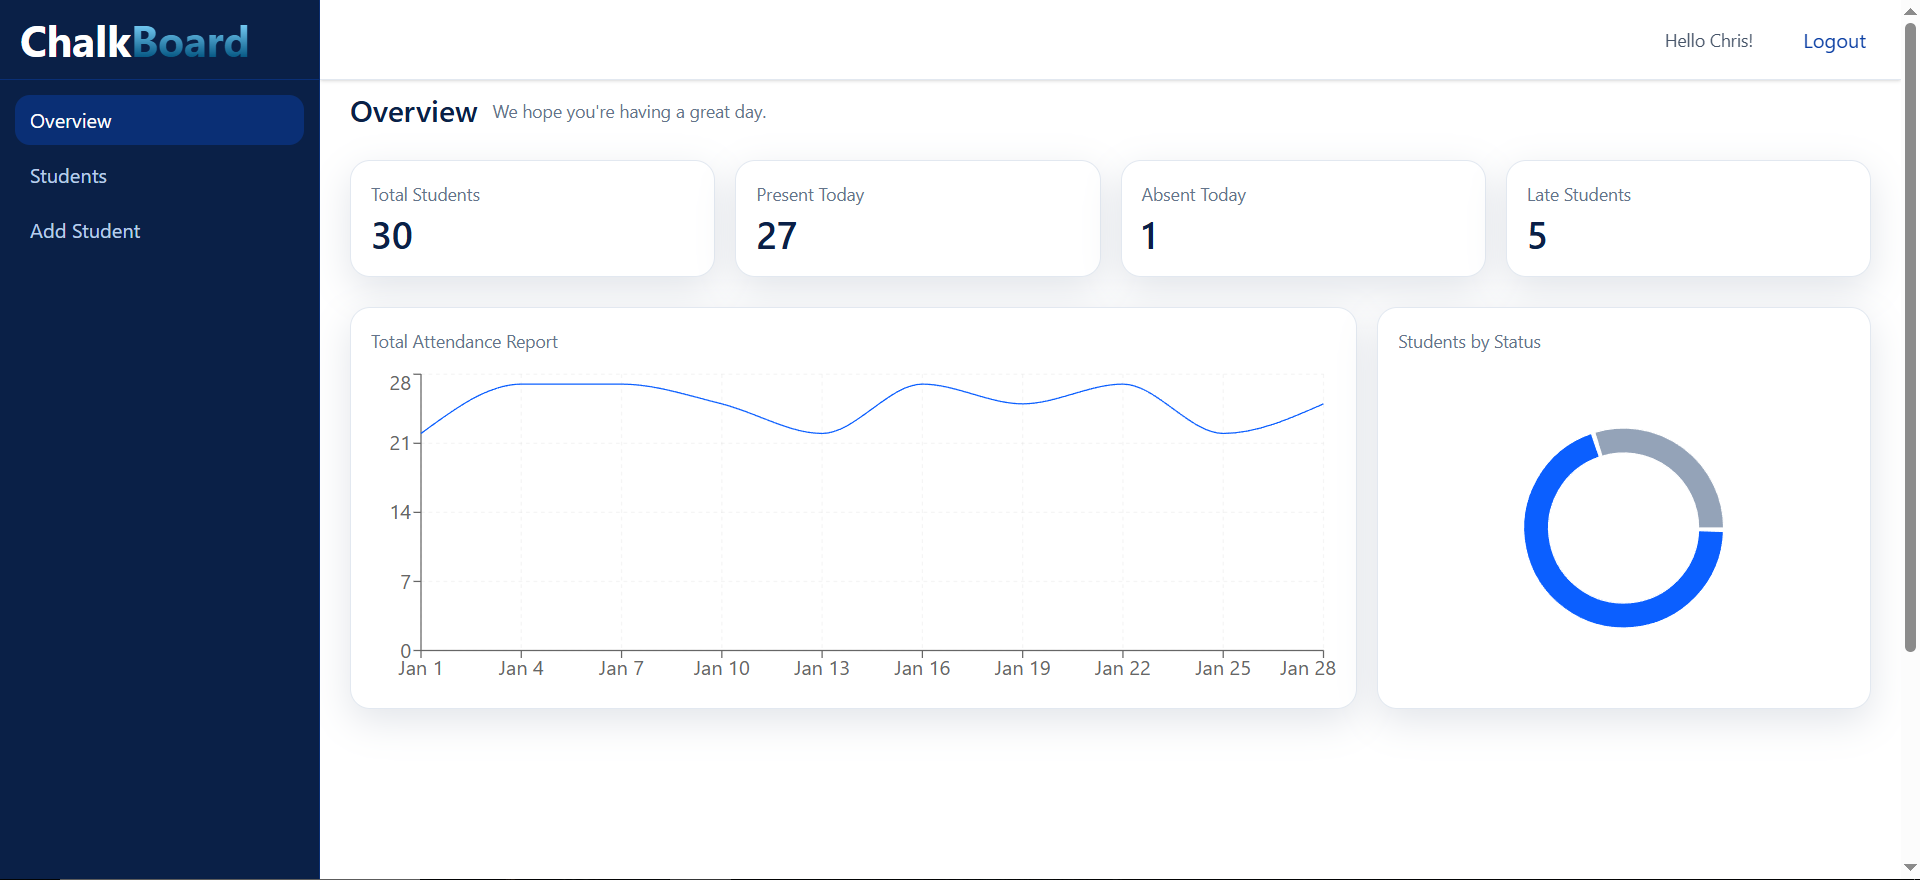 ChalkBoard
Hello Chris!
Logout
Overview
Students
Add Student
Overview
We hope you're having a great day.
Total Students
30
Present Today
27
Absent Today
1
Late Students
5
Total Attendance Report
28
21
14
7
0
Jan 1 Jan 4 Jan 7 Jan 10 Jan 13 Jan 16 Jan 19 Jan 22 Jan 25 Jan 28
Students by Status